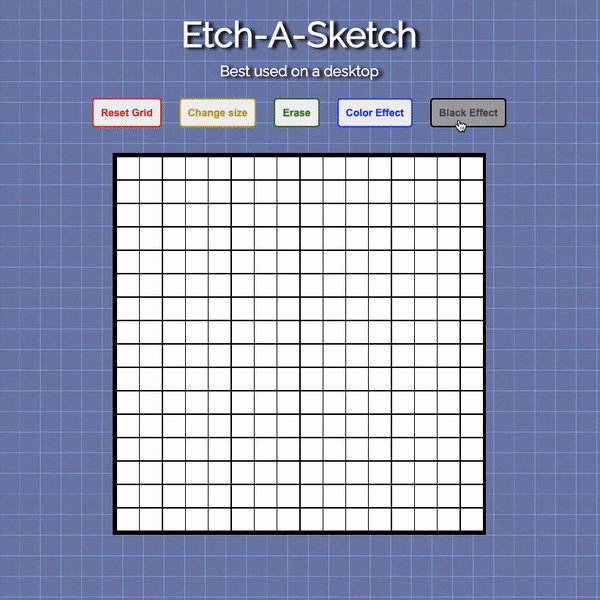 Etch-A-Sketch
Best used on a desktop
Reset Grid Change size Erase Color Effect Black Effect